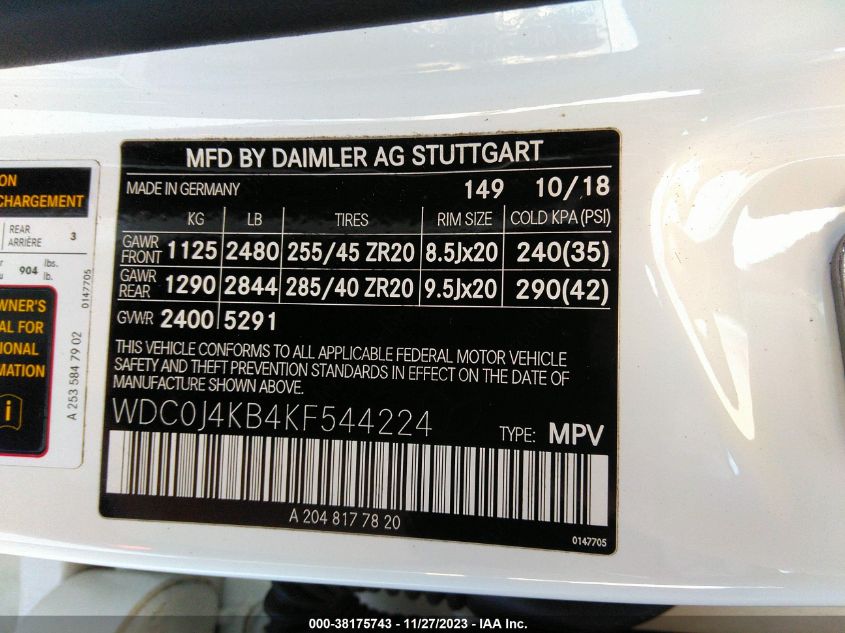 ON
CHARGEMENT
REAR
ARRIÈRE 3
904 lbs.
lb.
0147705
OWNER'S
AL FOR
IONAL
MATION
i
A 253 584 79 02
MFD BY DAIMLER AG STUTTGART
MADE IN GERMANY 149 10/18
KG LB TIRES RIM SIZE COLD KPA (PSI)
GAWR FRONT 1125 2480 255/45 ZR20 8.5Jx20 240(35)
GAWR REAR 1290 2844 285/40 ZR20 9.5Jx20 290(42)
GVWR 2400 5291
THIS VEHICLE CONFORMS TO ALL APPLICABLE FEDERAL MOTOR VEHICLE
SAFETY AND THEFT PREVENTION STANDARDS IN EFFECT ON THE DATE OF
MANUFACTURE SHOWN ABOVE.
WDC0J4KB4KF544224 TYPE: MPV
A 204 817 78 20
0147705
000-38175743 - 11/27/2023 - IAA Inc.